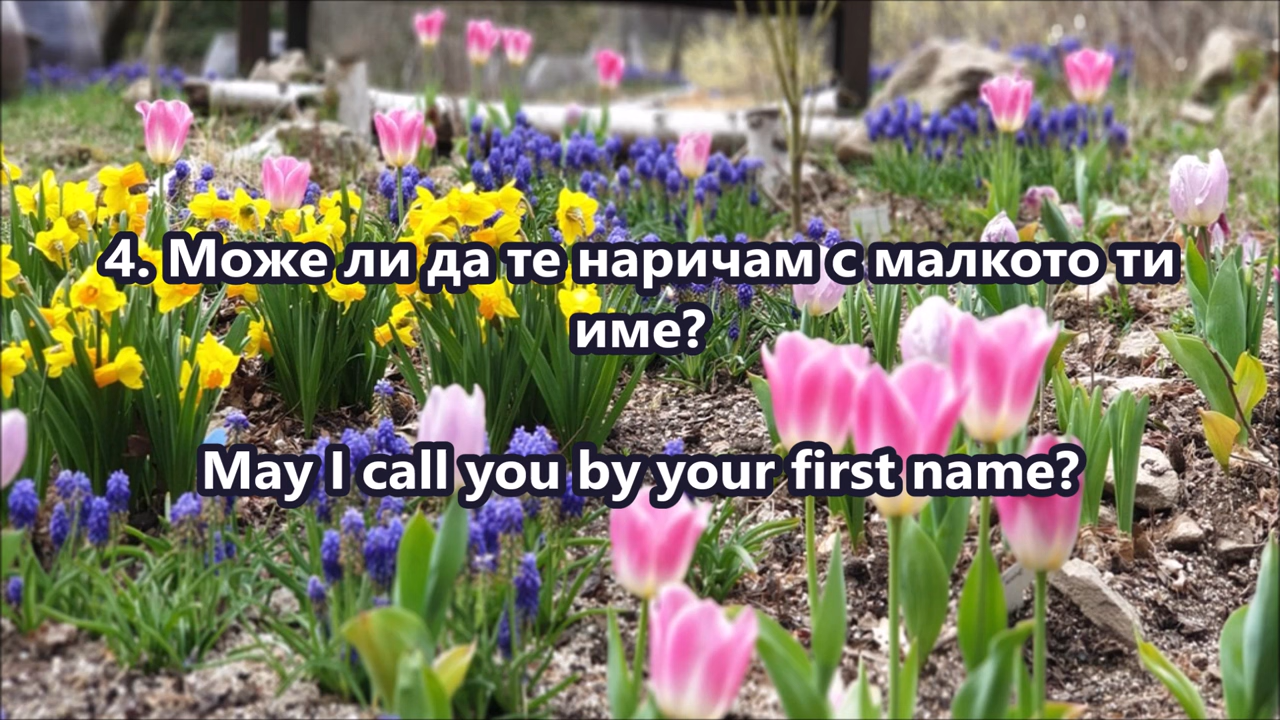 4. Може ли да те наричам с малкото ти
име?
May I call you by your first name?